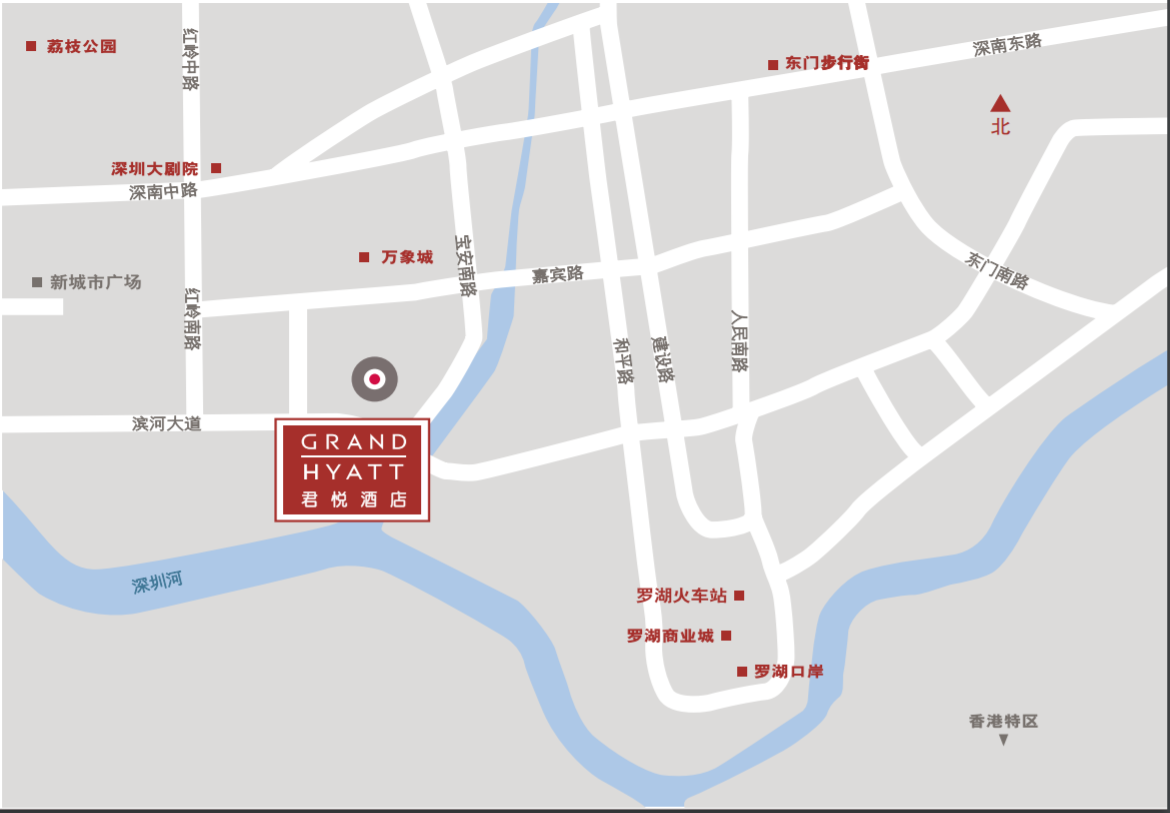 荔枝公园
红岭中路
东门步行街
深南东路
北
深圳大剧院
深南中路
万象城
宝安南路
嘉宾路
新城市广场
东门南路
红岭南路
和平路
建设路
人民南路
滨河大道
GRAND
HYATT
君悦酒店
深圳河
罗湖火车站
罗湖商业城
罗湖口岸
香港特区